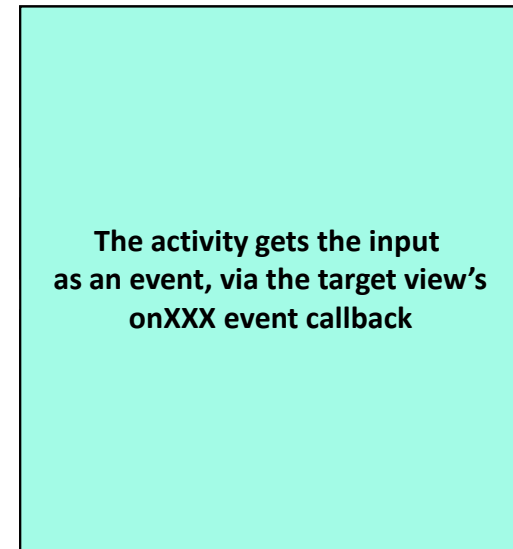 The activity gets the input
as an event, via the target view’s
onXXX event callback